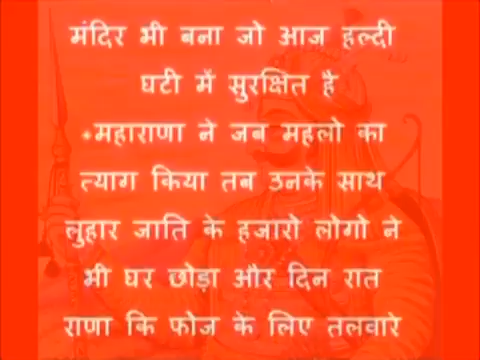 मंदिर भी बना जो आज हल्दी
घटी में सुरक्षित है
*महाराणा ने जब महलो का
त्याग किया तब उनके साथ
लुहार जाति के हजारो लोगो ने
भी घर छोड़ा और दिन रात
राणा कि फोज के लिए तलवारे